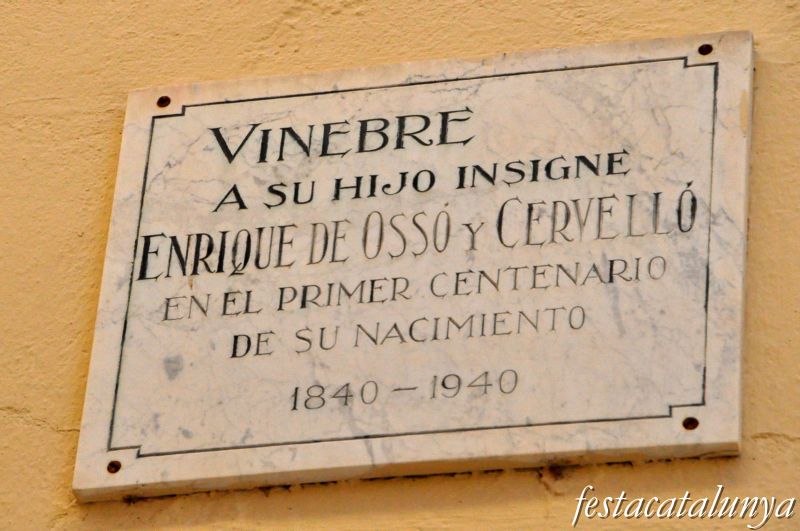 VINEBRE
A SU HIJO INSIGNE
ENRIQUE DE OSSÓ Y CERVELLÓ
EN EL PRIMER CENTENARIO
DE SU NACIMIENTO
1840 – 1940
festacatalunya